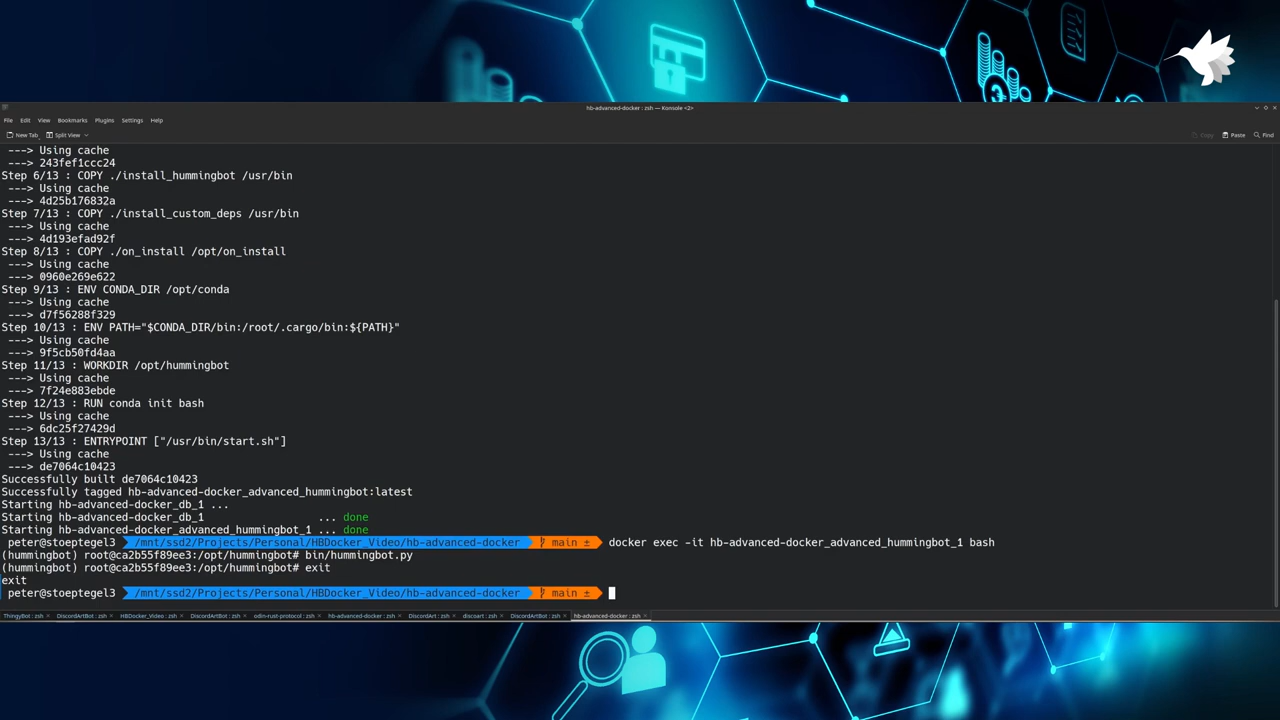 hb-advanced-docker : zsh — Konsole <2>
File Edit View Bookmarks Plugins Settings Help
New Tab Split View Copy Paste Find
---> Using cache
---> 243fef1ccc24
Step 6/13 : COPY ./install_hummingbot /usr/bin
---> Using cache
---> 4d25b176832a
Step 7/13 : COPY ./install_custom_deps /usr/bin
---> Using cache
---> 4d193efad92f
Step 8/13 : COPY ./on_install /opt/on_install
---> Using cache
---> 0960e269e622
Step 9/13 : ENV CONDA_DIR /opt/conda
---> Using cache
---> d7f56288f329
Step 10/13 : ENV PATH="$CONDA_DIR/bin:/root/.cargo/bin:${PATH}"
---> Using cache
---> 9f5cb50fd4aa
Step 11/13 : WORKDIR /opt/hummingbot
---> Using cache
---> 7f24e883ebde
Step 12/13 : RUN conda init bash
---> Using cache
---> 6dc25f27429d
Step 13/13 : ENTRYPOINT ["/usr/bin/start.sh"]
---> Using cache
---> de7064c10423
Successfully built de7064c10423
Successfully tagged hb-advanced-docker_advanced_hummingbot:latest
Starting hb-advanced-docker_db_1 ...
Starting hb-advanced-docker_db_1 ... done
Starting hb-advanced-docker_advanced_hummingbot_1 ... done
peter@stoeptegel3 /mnt/ssd2/Projects/Personal/HBDocker_Video/hb-advanced-docker main ± docker exec -it hb-advanced-docker_advanced_hummingbot_1 bash
(hummingbot) root@ca2b55f89ee3:/opt/hummingbot# bin/hummingbot.py
(hummingbot) root@ca2b55f89ee3:/opt/hummingbot# exit
exit
peter@stoeptegel3 /mnt/ssd2/Projects/Personal/HBDocker_Video/hb-advanced-docker main ±
ThingyBot : zsh DiscordArtBot : zsh HBDocker_Video : zsh DiscordArtBot : zsh odin-rust-protocol : zsh hb-advanced-docker : zsh DiscordArt : zsh discoart : zsh DiscordArtBot : zsh hb-advanced-docker : zsh